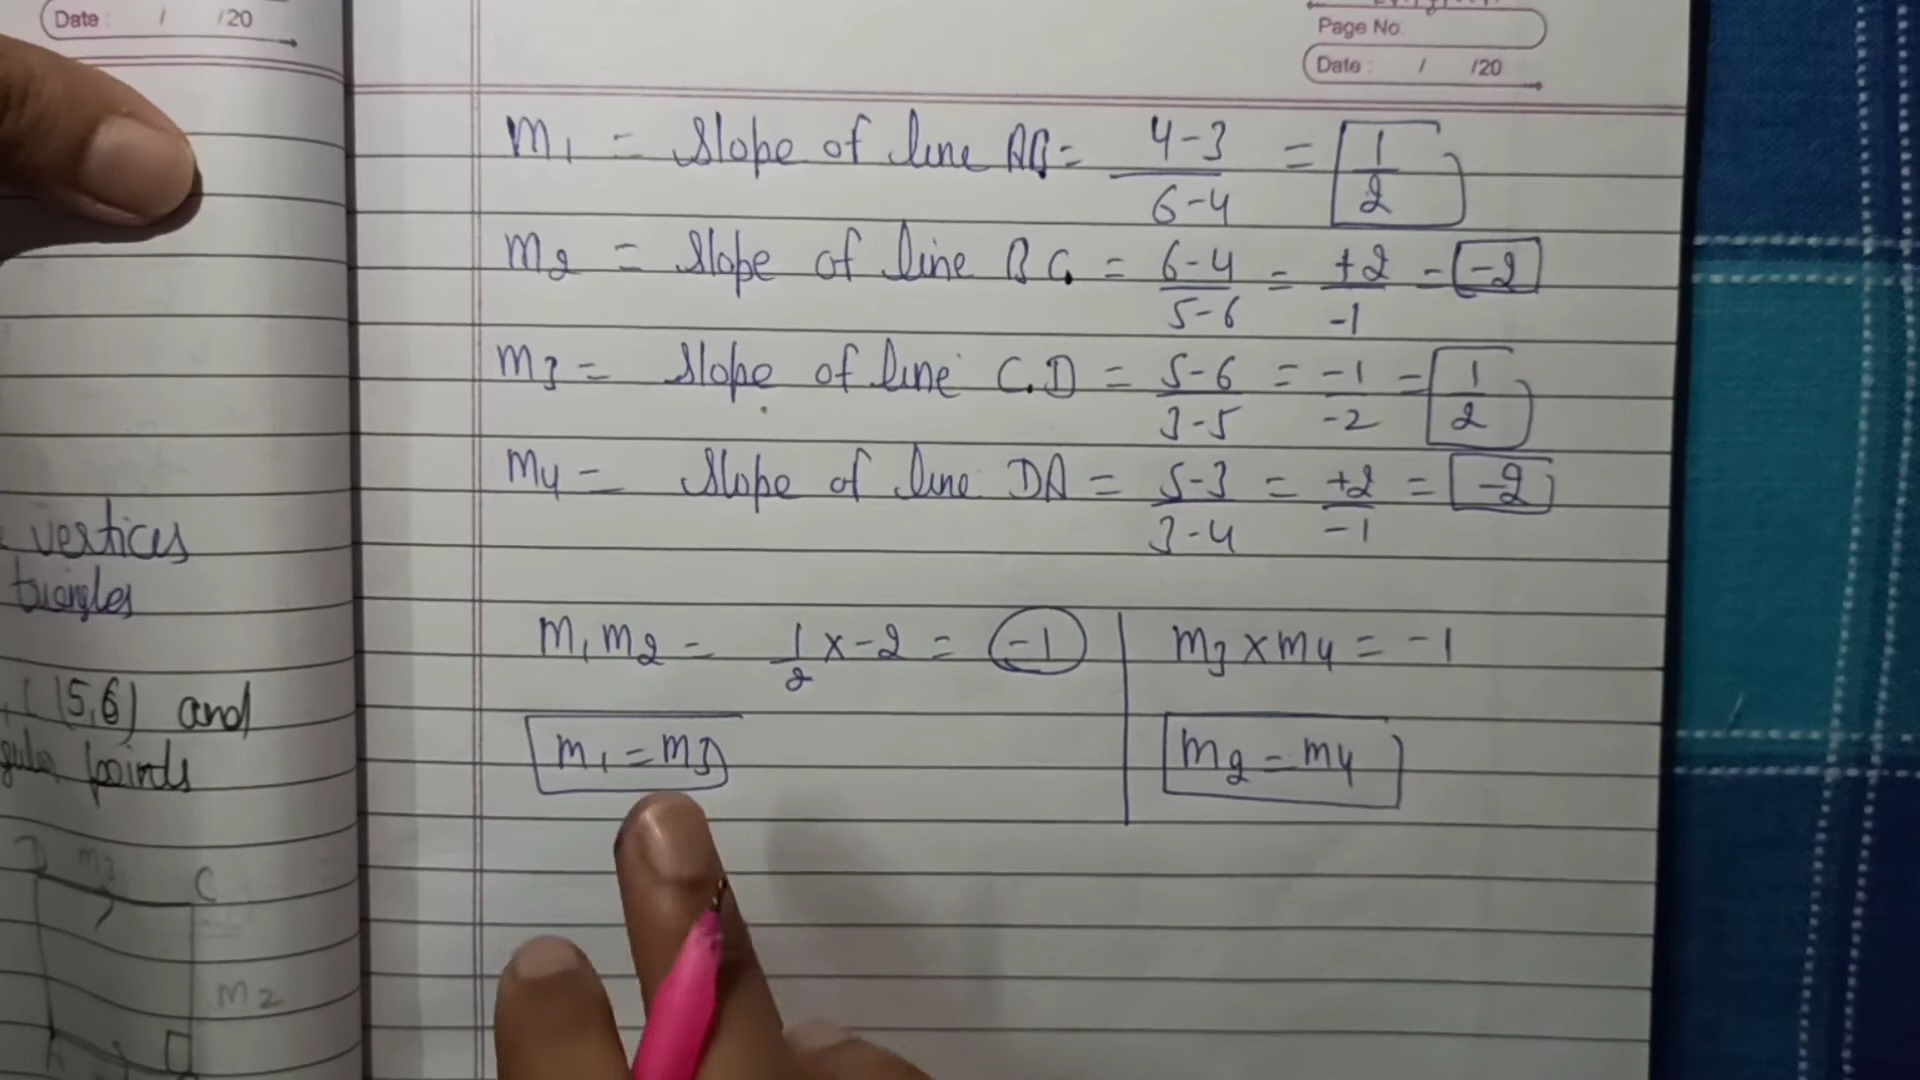 Date : / /20
Page No.
Date : / /20
m1 = Slope of line AB = 4-3 / 6-4 = 1/2
m2 = Slope of line BC = 6-4 / 5-6 = +2 / -1 = -2
m3 = Slope of line CD = 5-6 / 3-5 = -1 / -2 = 1/2
m4 = Slope of line DA = 5-3 / 3-4 = +2 / -1 = -2
vertices
triangles
m1m2 = 1/2 x -2 = -1
m3 x m4 = -1
(5,6) and
points
m1 = m3
m2 = m4
D m3 C
m2